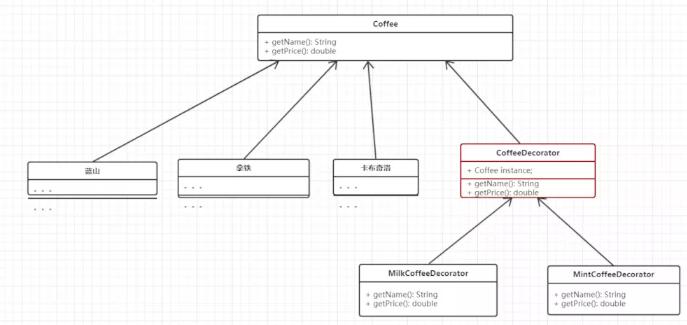 Coffee
+ getName(): String
+ getPrice(): double
蓝山
. . .
. . .
拿铁
. . .
. . .
卡布奇诺
. . .
. . .
CoffeeDecorator
+ Coffee instance;
+ getName(): String
+ getPrice(): double
MilkCoffeeDecorator
+ getName(): String
+ getPrice(): double
MintCoffeeDecorator
+ getName(): String
+ getPrice(): double